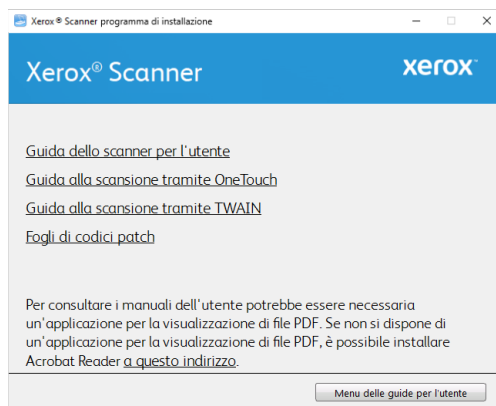 Xerox® Scanner programma di installazione
Xerox® Scanner
xerox™
Guida dello scanner per l'utente
Guida alla scansione tramite OneTouch
Guida alla scansione tramite TWAIN
Fogli di codici patch
Per consultare i manuali dell'utente potrebbe essere necessaria
un'applicazione per la visualizzazione di file PDF. Se non si dispone di
un'applicazione per la visualizzazione di file PDF, è possibile installare
Acrobat Reader a questo indirizzo.
Menu delle guide per l'utente